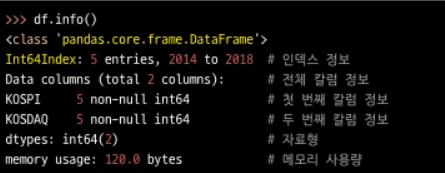 >>> df.info()
<class 'pandas.core.frame.DataFrame'>
Int64Index: 5 entries, 2014 to 2018  # 인덱스 정보
Data columns (total 2 columns):      # 전체 칼럼 정보
KOSPI     5 non-null int64           # 첫 번째 칼럼 정보
KOSDAQ    5 non-null int64           # 두 번째 칼럼 정보
dtypes: int64(2)                     # 자료형
memory usage: 120.0 bytes            # 메모리 사용량